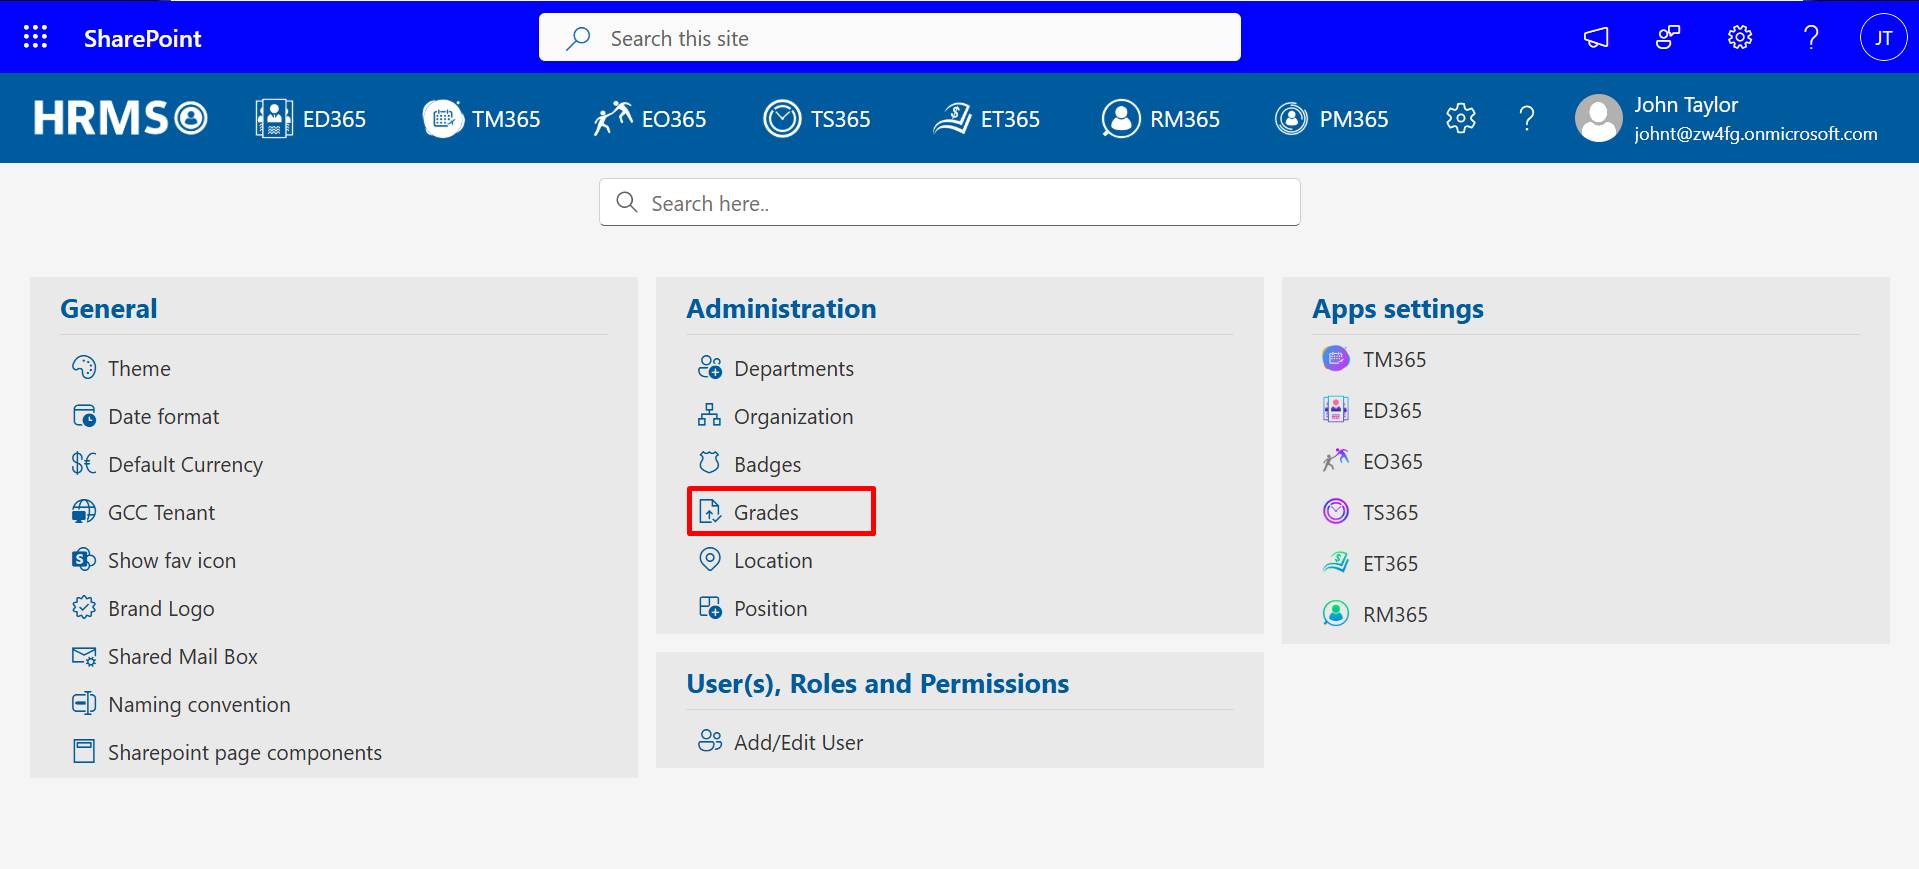 SharePoint
Search this site
JT
HRMS
ED365
TM365
EO365
TS365
ET365
RM365
PM365
John Taylor
johnt@zw4fg.onmicrosoft.com
Search here..
General
Theme
Date format
Default Currency
GCC Tenant
Show fav icon
Brand Logo
Shared Mail Box
Naming convention
Sharepoint page components
Administration
Departments
Organization
Badges
Grades
Location
Position
User(s), Roles and Permissions
Add/Edit User
Apps settings
TM365
ED365
EO365
TS365
ET365
RM365